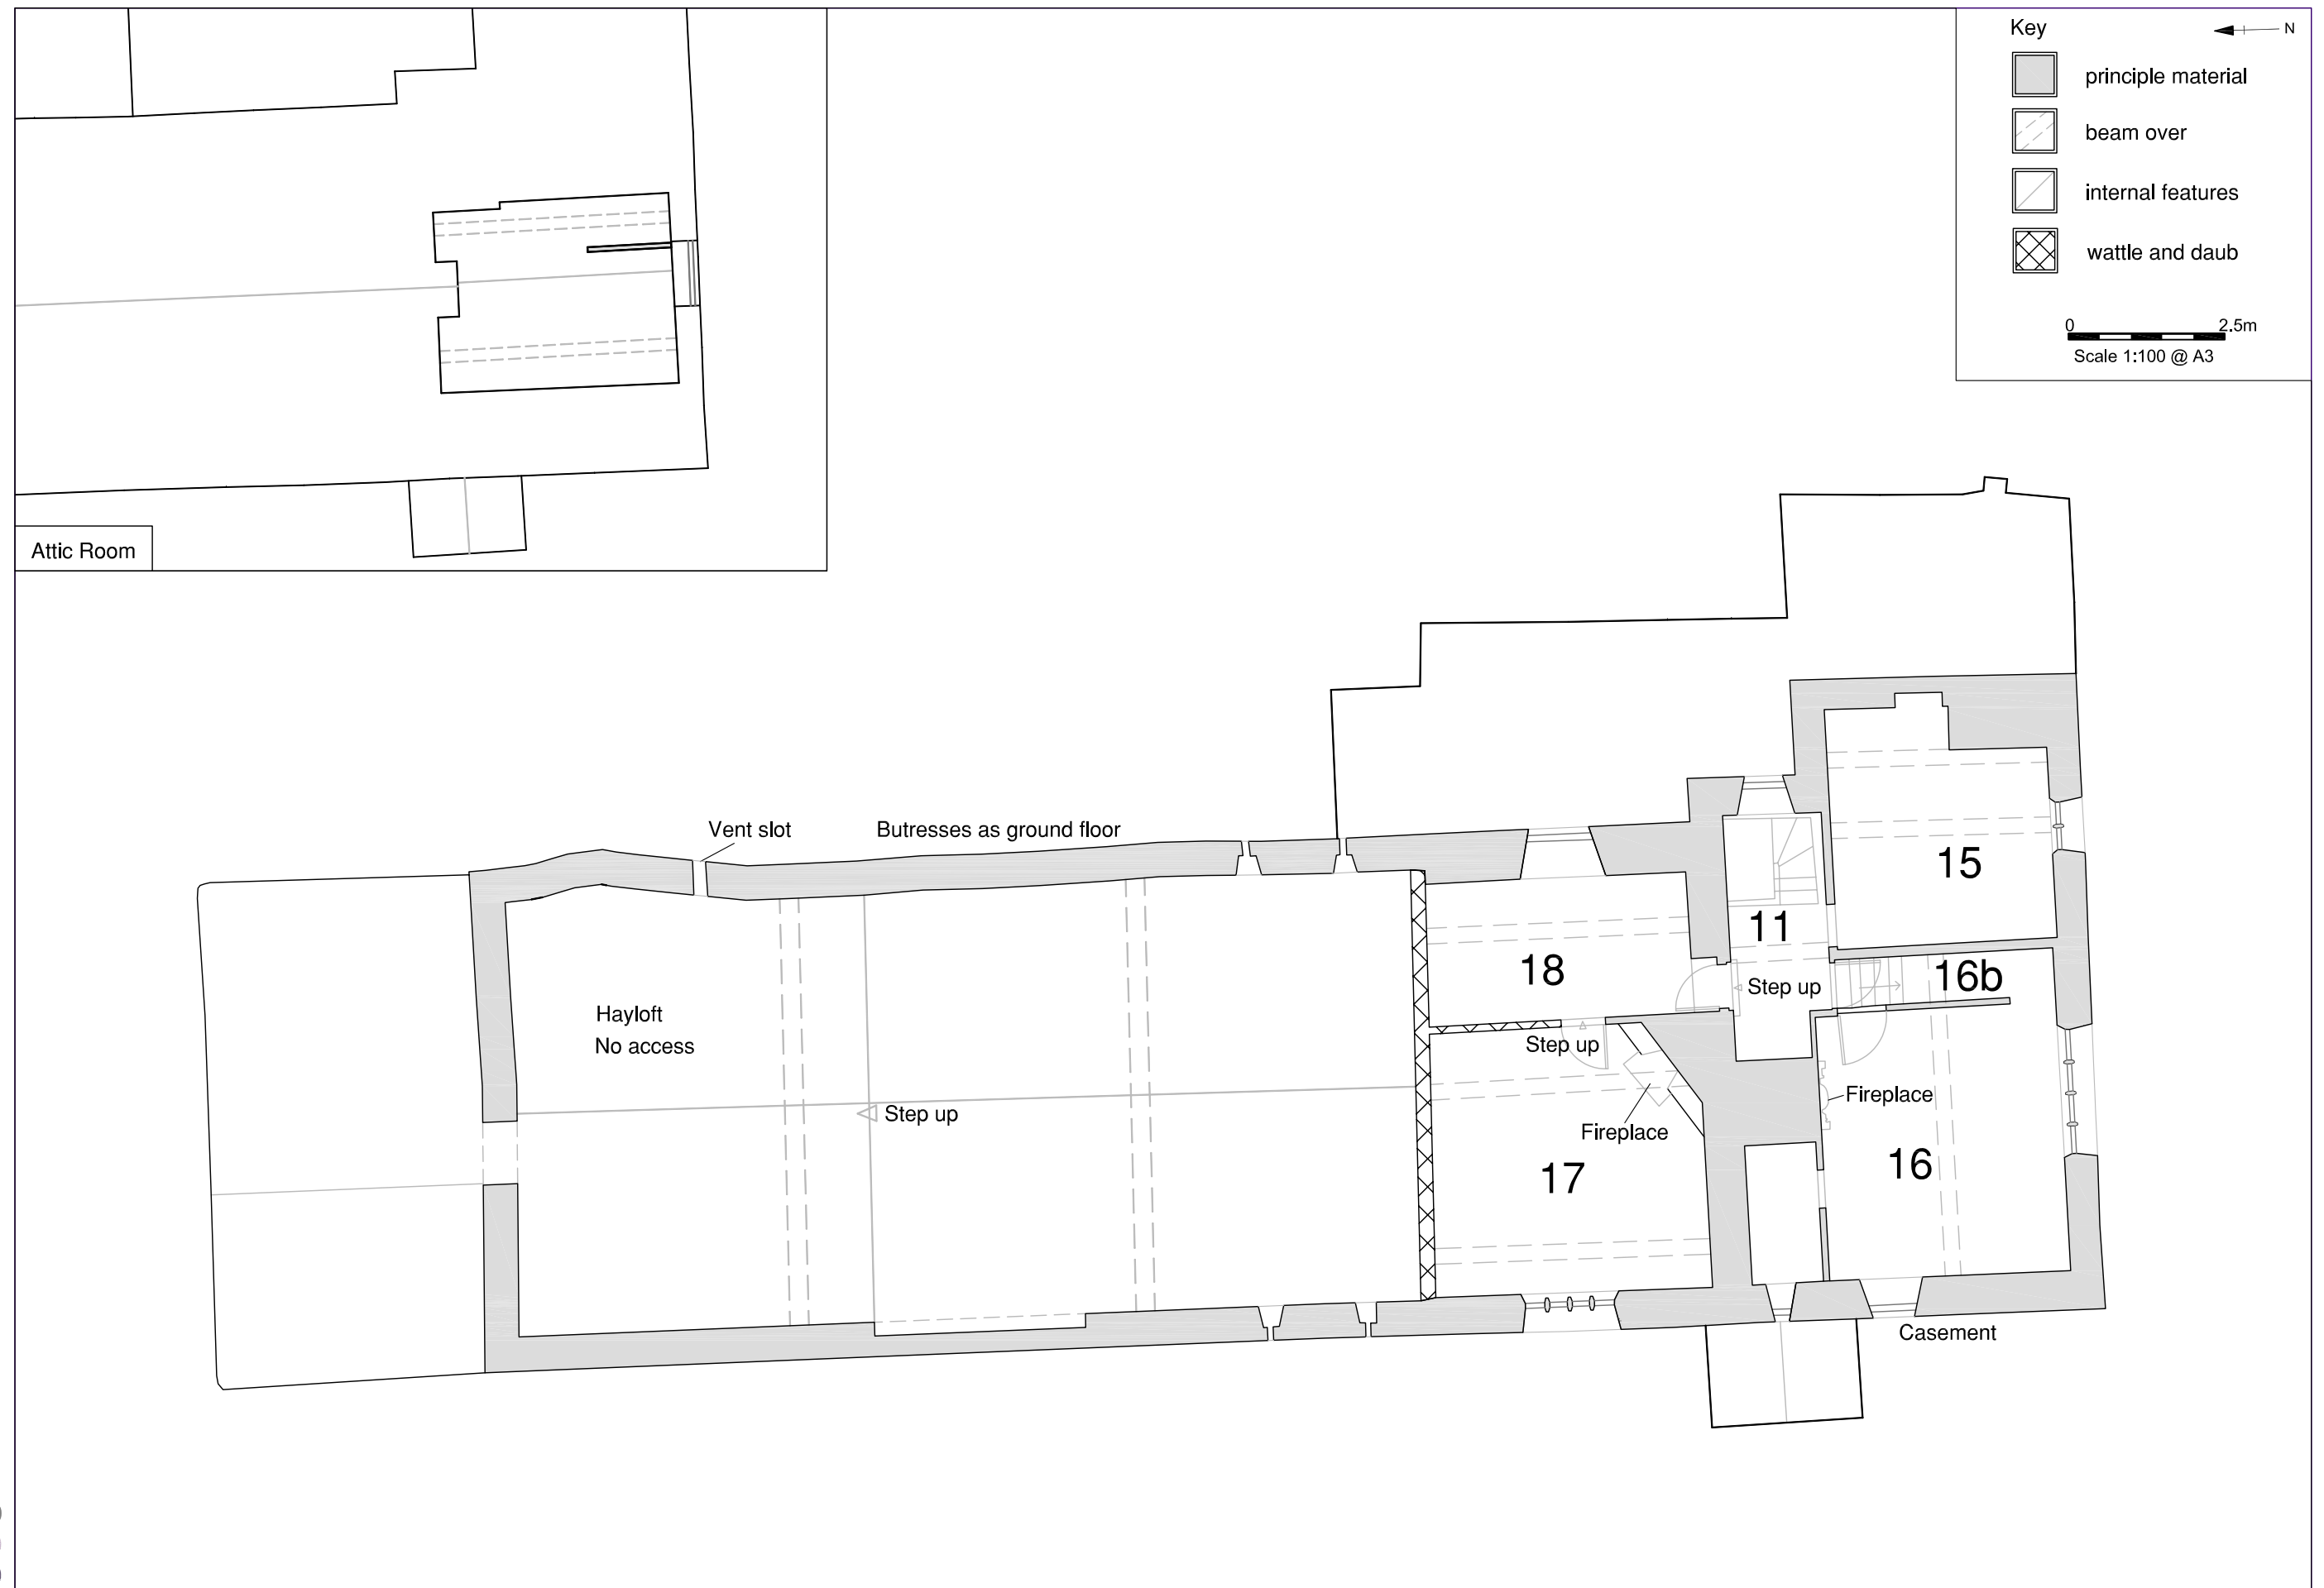 Key
N
principle material
beam over
internal features
wattle and daub
0 2.5m
Scale 1:100 @ A3
Attic Room
Vent slot
Butresses as ground floor
15
11
18
16b
Step up
Hayloft
No access
Step up
Step up
Fireplace
Fireplace
16
17
Casement